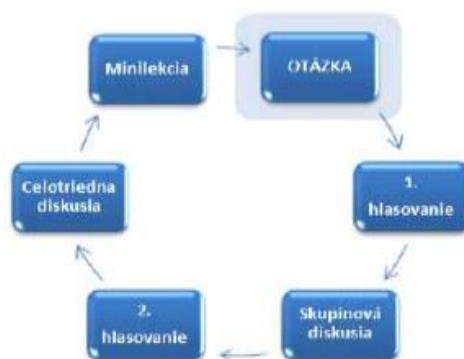 Minilekcia
OTÁZKA
1.
hlasovanie
Skupinová
diskusia
2.
hlasovanie
Celotriedna
diskusia